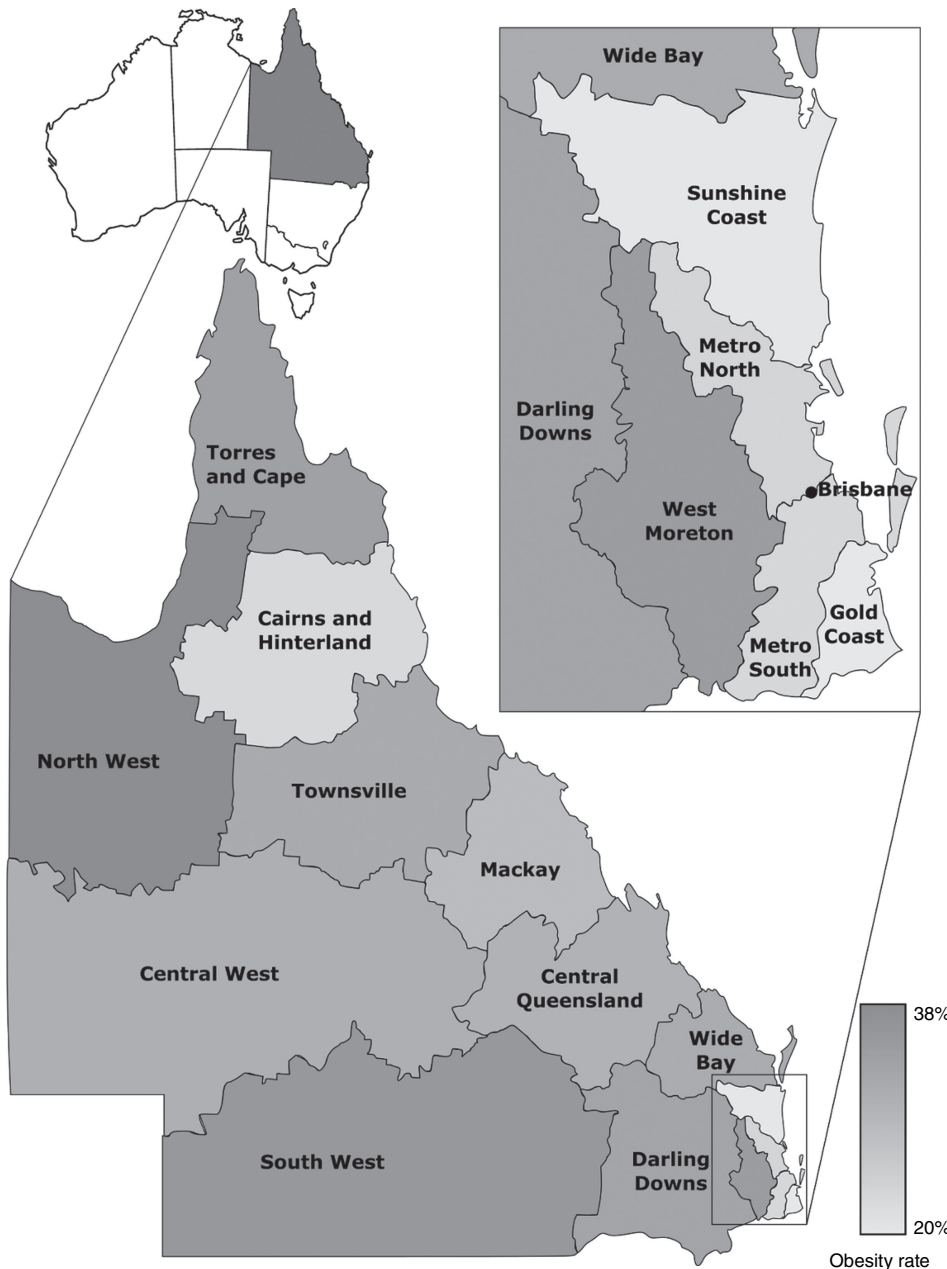 Wide Bay
Sunshine
Coast
Metro
North
Darling
Downs
Brisbane
West
Moreton
Gold
Coast
Metro
South
Torres
and Cape
Cairns and
Hinterland
North West
Townsville
Mackay
Central West
Central
Queensland
Wide
Bay
South West
Darling
Downs
38%
20%
Obesity rate